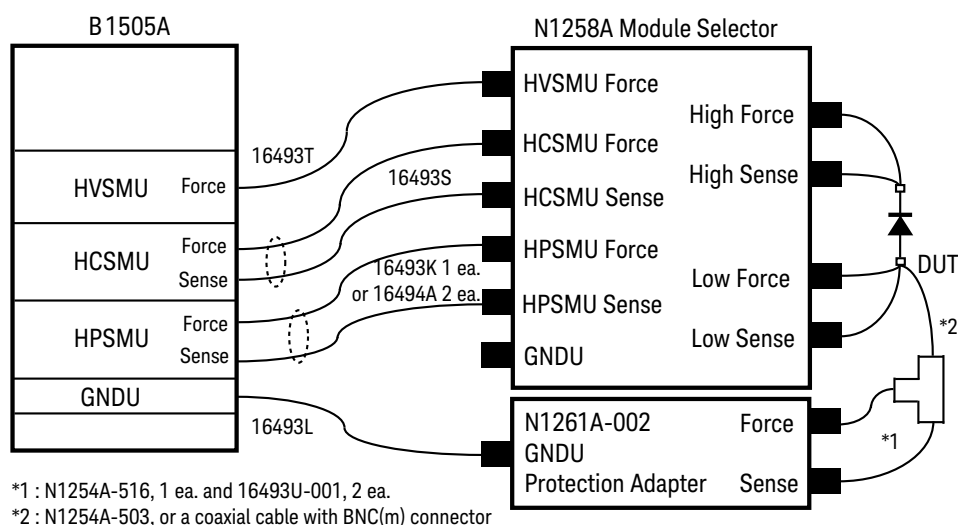 B1505A
N1258A Module Selector
HVSMU Force
HCSMU Force
Sense
HPSMU Force
Sense
GNDU
16493T
16493S
16493K 1 ea.
or 16494A 2 ea.
16493L
HVSMU Force
HCSMU Force
HCSMU Sense
HPSMU Force
HPSMU Sense
GNDU
High Force
High Sense
Low Force
Low Sense
DUT
*2
*1
N1261A-002 Force
GNDU
Protection Adapter Sense
*1 : N1254A-516, 1 ea. and 16493U-001, 2 ea.
*2 : N1254A-503, or a coaxial cable with BNC(m) connector